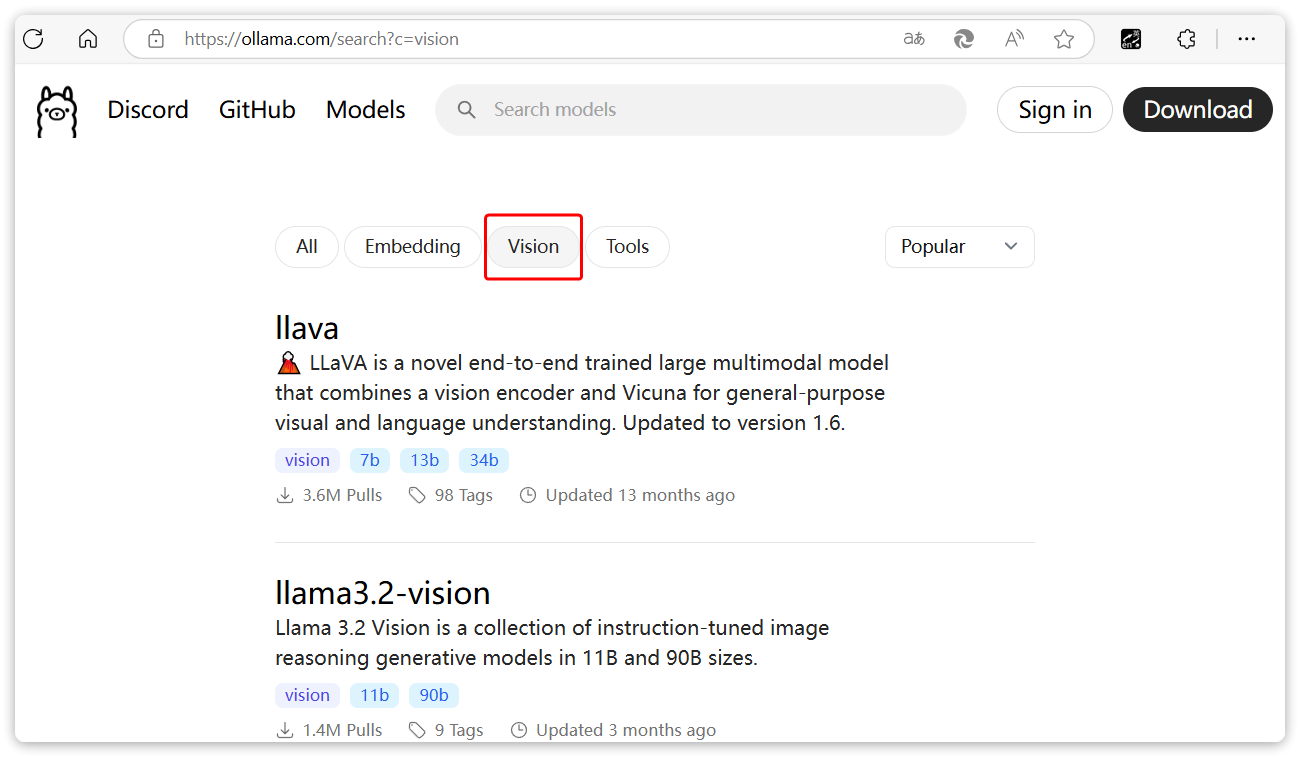 https://ollama.com/search?c=vision
aあ
A
en 英
Discord GitHub Models Search models Sign in Download
All Embedding Vision Tools Popular
llava
🌋 LLaVA is a novel end-to-end trained large multimodal model
that combines a vision encoder and Vicuna for general-purpose
visual and language understanding. Updated to version 1.6.
vision 7b 13b 34b
3.6M Pulls 98 Tags Updated 13 months ago
llama3.2-vision
Llama 3.2 Vision is a collection of instruction-tuned image
reasoning generative models in 11B and 90B sizes.
vision 11b 90b
1.4M Pulls 9 Tags Updated 3 months ago